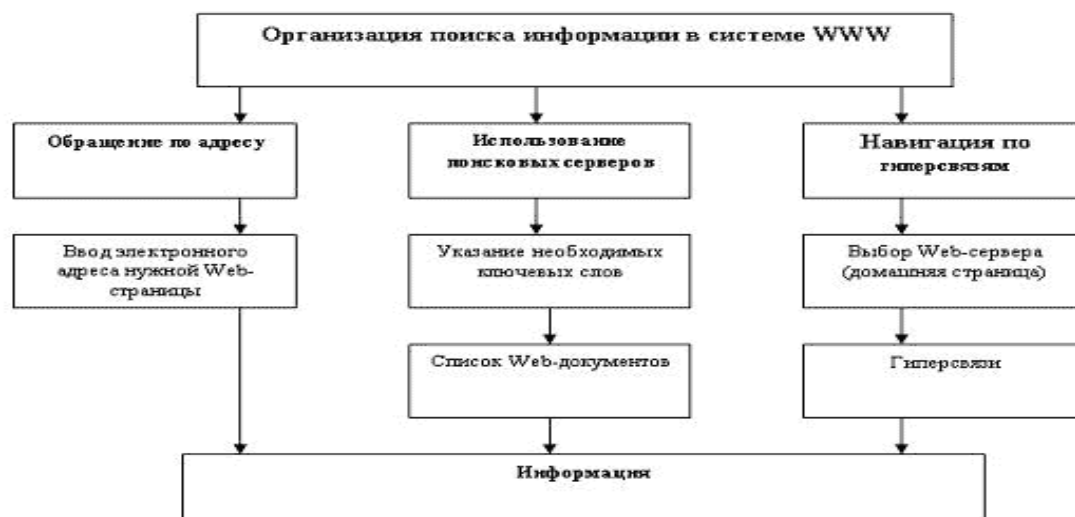 Организация поиска информации в системе WWW
Обращение по адресу
Использование
поисковых серверов
Навигация по
гиперсвязям
Ввод электронного
адреса нужной Web-
страницы
Указание необходимых
ключевых слов
Выбор Web-сервера
(домашняя страница)
Список Web-документов
Гиперсвязи
Информация